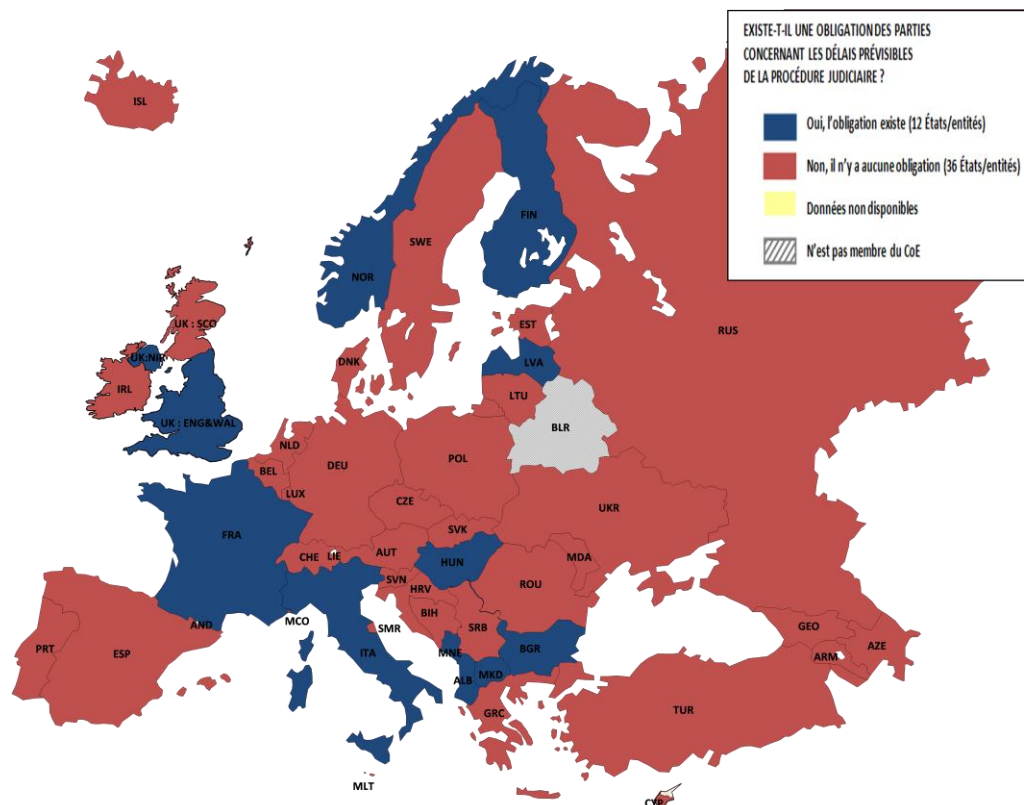 EXISTE-T-IL UNE OBLIGATION DES PARTIES
CONCERNANT LES DÉLAIS PRÉVISIBLES
DE LA PROCÉDURE JUDICIAIRE ?
Oui, l'obligation existe (12 États/entités)
Non, il n'y a aucune obligation (36 États/entités)
Données non disponibles
N'est pas membre du CoE
ISL
FIN
SWE
NOR
UK : SCO
EST
RUS
UK:NIR
DNK
LVA
IRL
LTU
UK : ENG&WAL
BLR
NLD
BEL
DEU
POL
LUX
CZE
UKR
FRA
SVK
CHE
LIE
AUT
HUN
MDA
SVN
HRV
ROU
BIH
MCO
AND
SMR
SRB
GEO
PRT
ESP
ITA
MNE
BGR
AZE
ARM
ALB
MKD
GRC
TUR
MLT
CYP